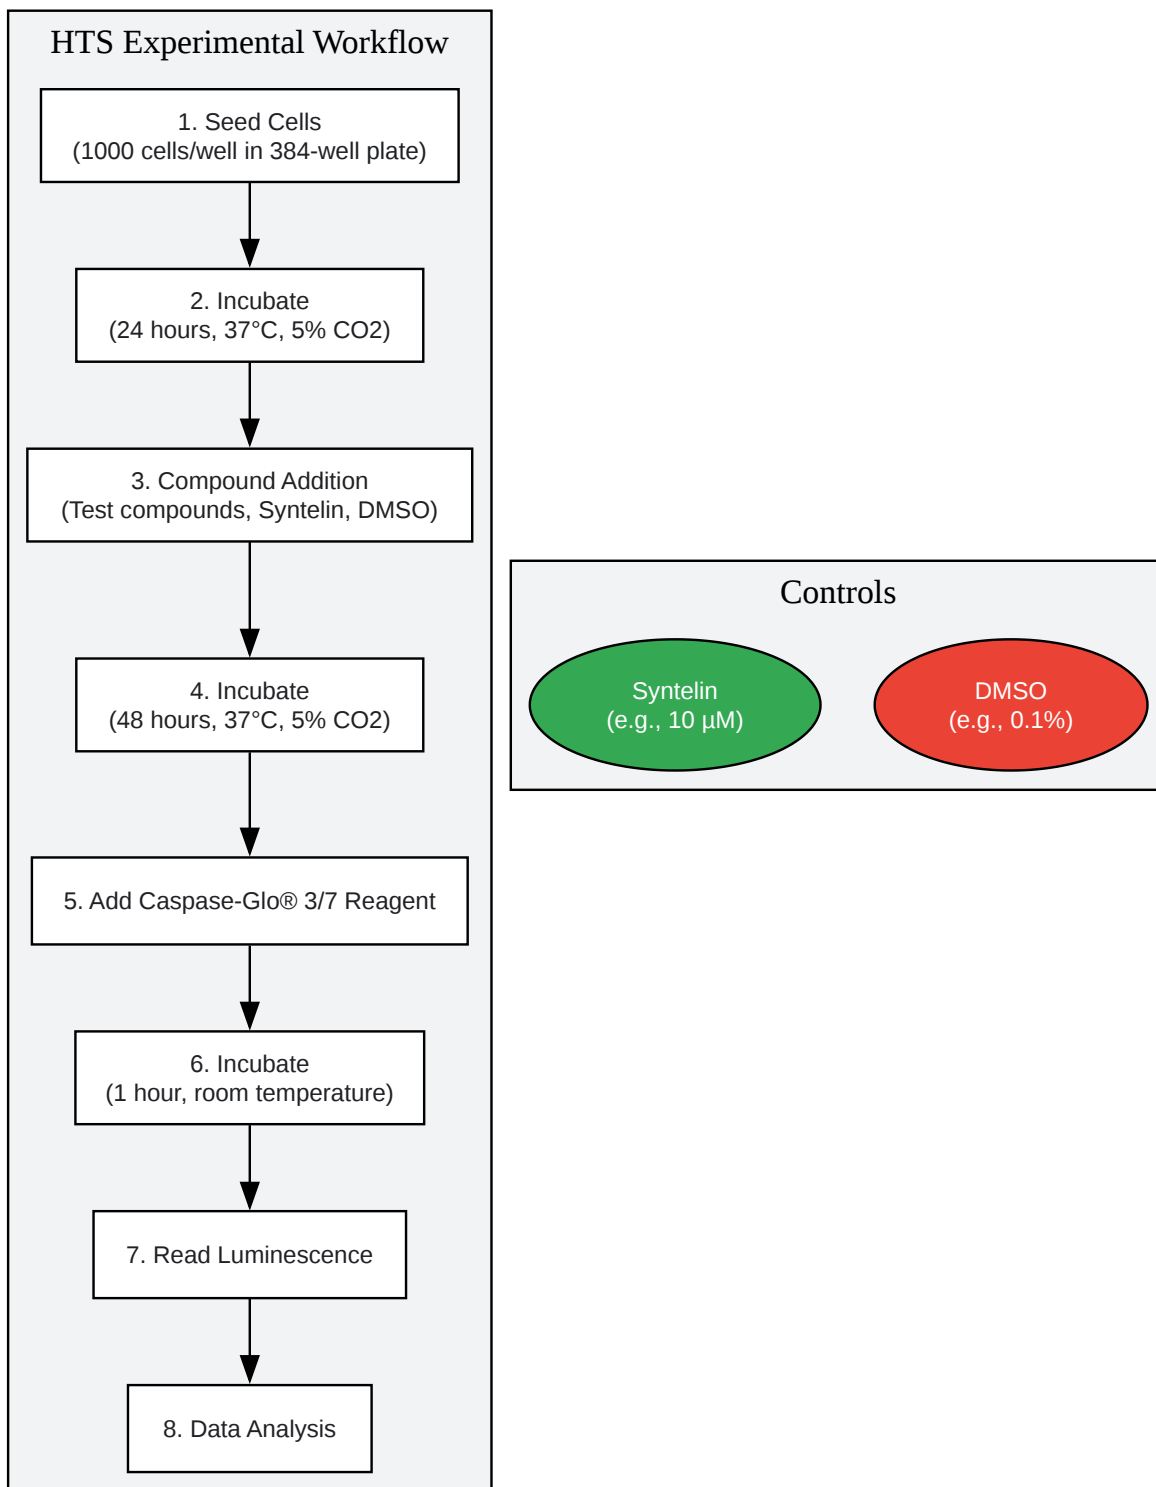 HTS Experimental Workflow
1. Seed Cells
(1000 cells/well in 384-well plate)
2. Incubate
(24 hours, 37°C, 5% CO2)
3. Compound Addition
(Test compounds, Syntelin, DMSO)
4. Incubate
(48 hours, 37°C, 5% CO2)
5. Add Caspase-Glo® 3/7 Reagent
6. Incubate
(1 hour, room temperature)
7. Read Luminescence
8. Data Analysis
Controls
Syntelin
(e.g., 10 µM)
DMSO
(e.g., 0.1%)